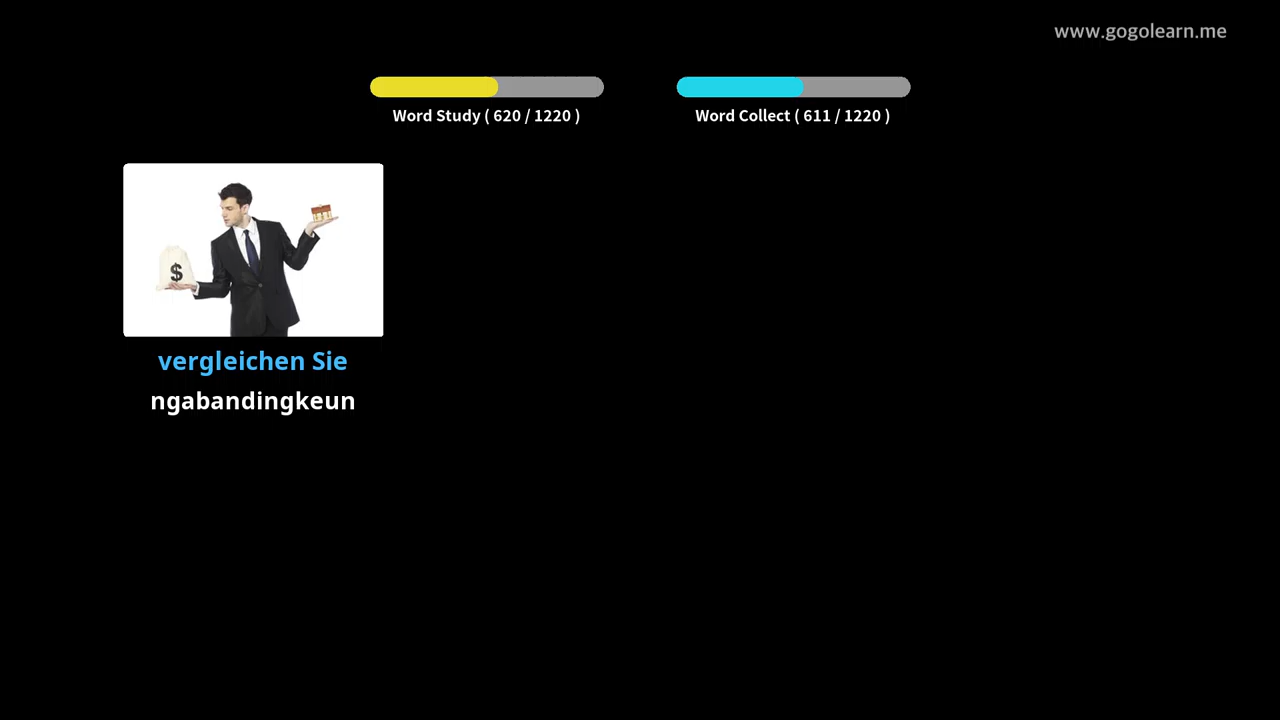 www.gogolearn.me
Word Study ( 620 / 1220 )
Word Collect ( 611 / 1220 )
$
vergleichen Sie
ngabandingkeun